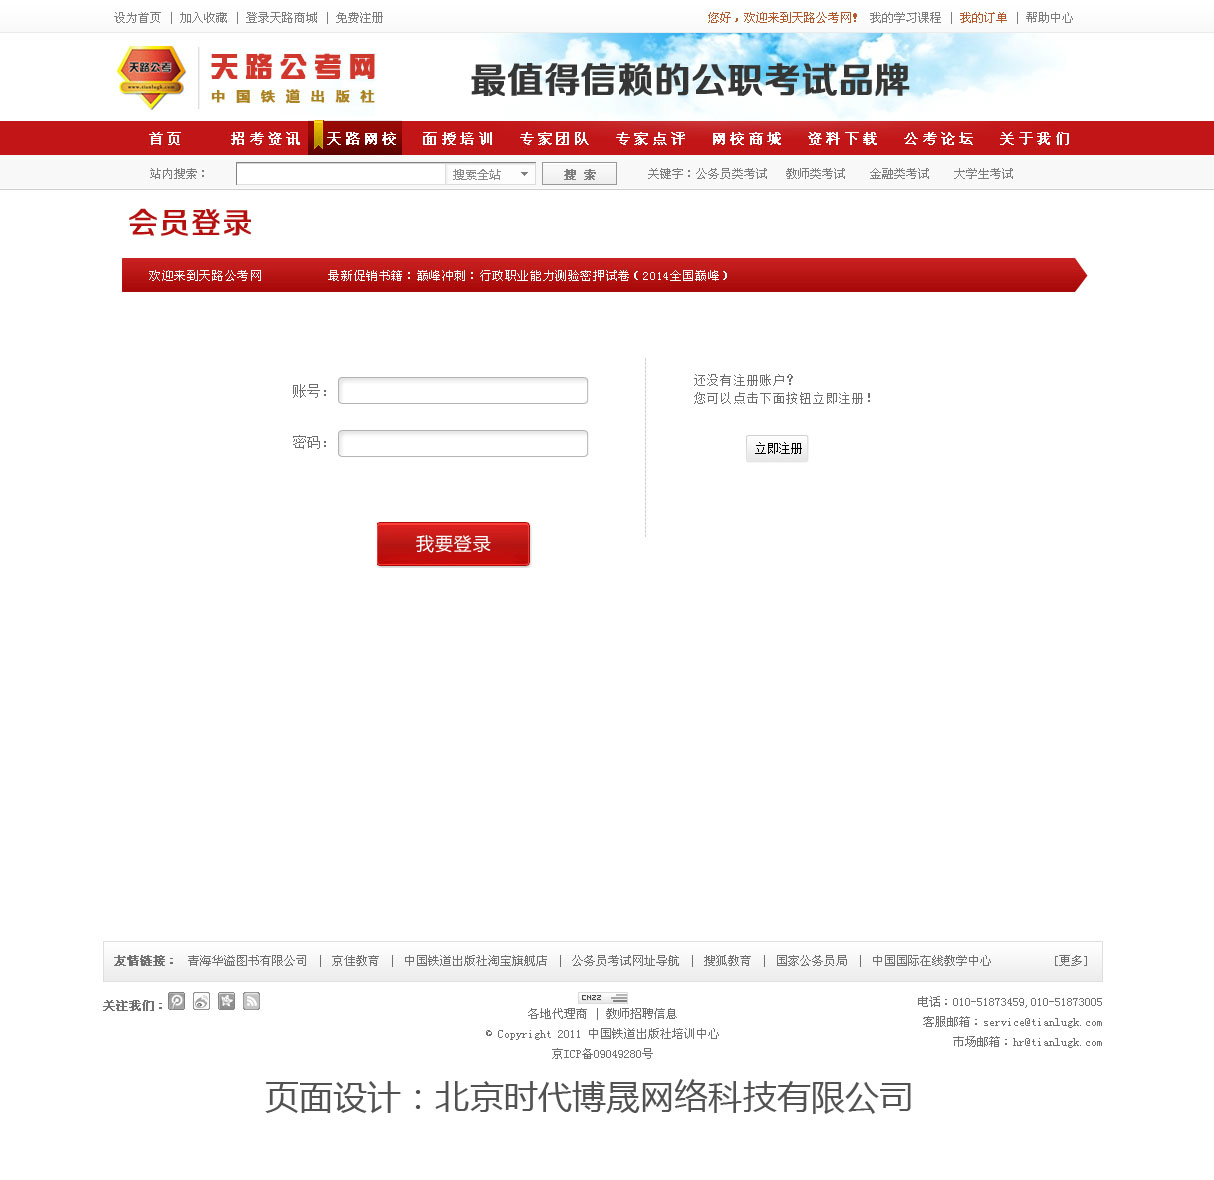 设为首页 | 加入收藏 | 登录天路商城 | 免费注册
您好，欢迎来到天路公考网！ 我的学习课程 | 我的订单 | 帮助中心
天路公考
www.tianlugk.com
天路公考网
中国铁道出版社
最值得信赖的公职考试品牌
首页 招考资讯 天路网校 面授培训 专家团队 专家点评 网校商城 资料下载 公考论坛 关于我们
站内搜索： 搜索全站 搜 索 关键字：公务员类考试 教师类考试 金融类考试 大学生考试
会员登录
欢迎来到天路公考网 最新促销书籍：巅峰冲刺：行政职业能力测验密押试卷（2014全国巅峰）
账号：
密码：
我要登录
还没有注册账户？
您可以点击下面按钮立即注册！
立即注册
友情链接： 青海华溢图书有限公司 | 京佳教育 | 中国铁道出版社淘宝旗舰店 | 公务员考试网址导航 | 搜狐教育 | 国家公务员局 | 中国国际在线教学中心 [更多]
关注我们：
CNZZ
各地代理商 | 教师招聘信息
© Copyright 2011 中国铁道出版社培训中心
京ICP备09049280号
电话：010-51873459,010-51873005
客服邮箱：service@tianlugk.com
市场邮箱：hr@tianlugk.com
页面设计：北京时代博晟网络科技有限公司